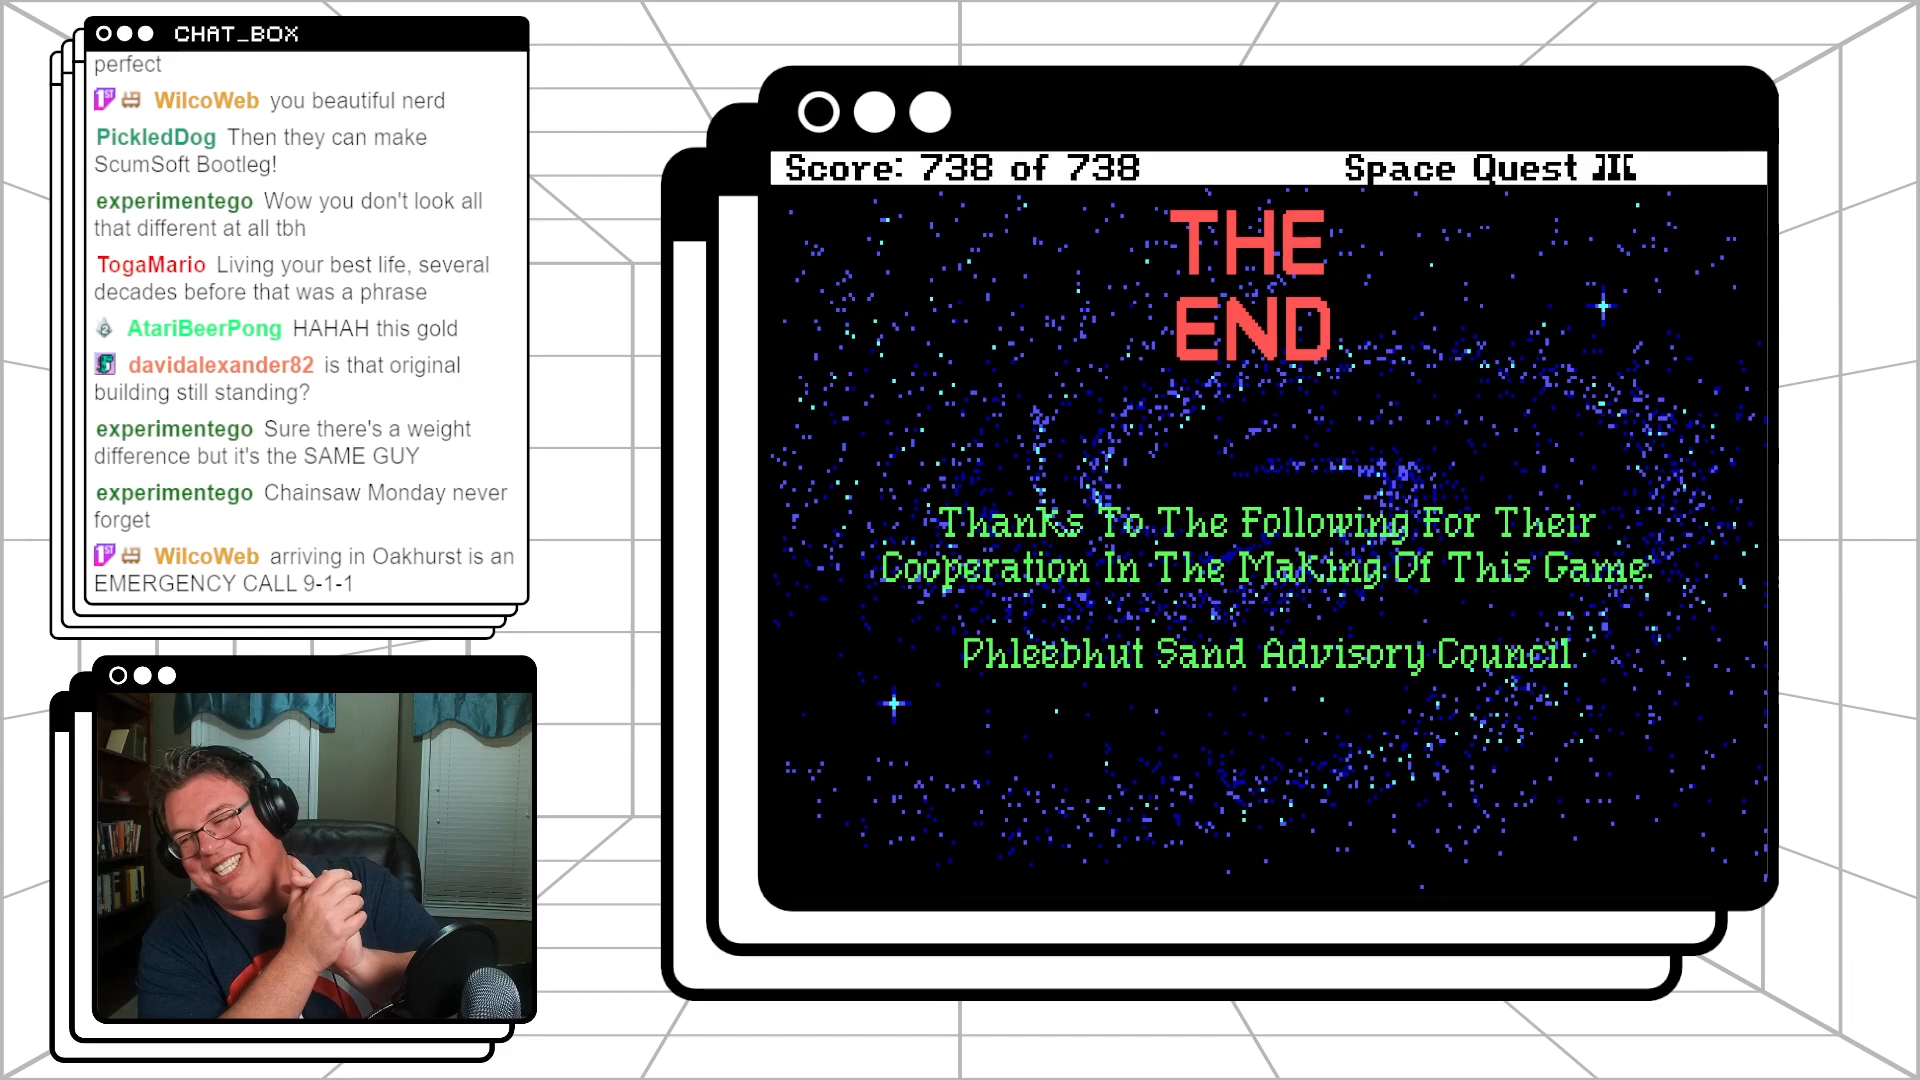 CHAT_BOX
perfect
WilcoWeb you beautiful nerd
PickledDog Then they can make
ScumSoft Bootleg!
experimentego Wow you don't look all
that different at all tbh
TogaMario Living your best life, several
decades before that was a phrase
AtariBeerPong HAHAH this gold
davidalexander82 is that original
building still standing?
experimentego Sure there's a weight
difference but it's the SAME GUY
experimentego Chainsaw Monday never
forget
WilcoWeb arriving in Oakhurst is an
EMERGENCY CALL 9-1-1
Score: 738 of 738 Space Quest III
THE
END
Thanks To The Following For Their
Cooperation In The Making Of This Game:
Phleebhut Sand Advisory Council